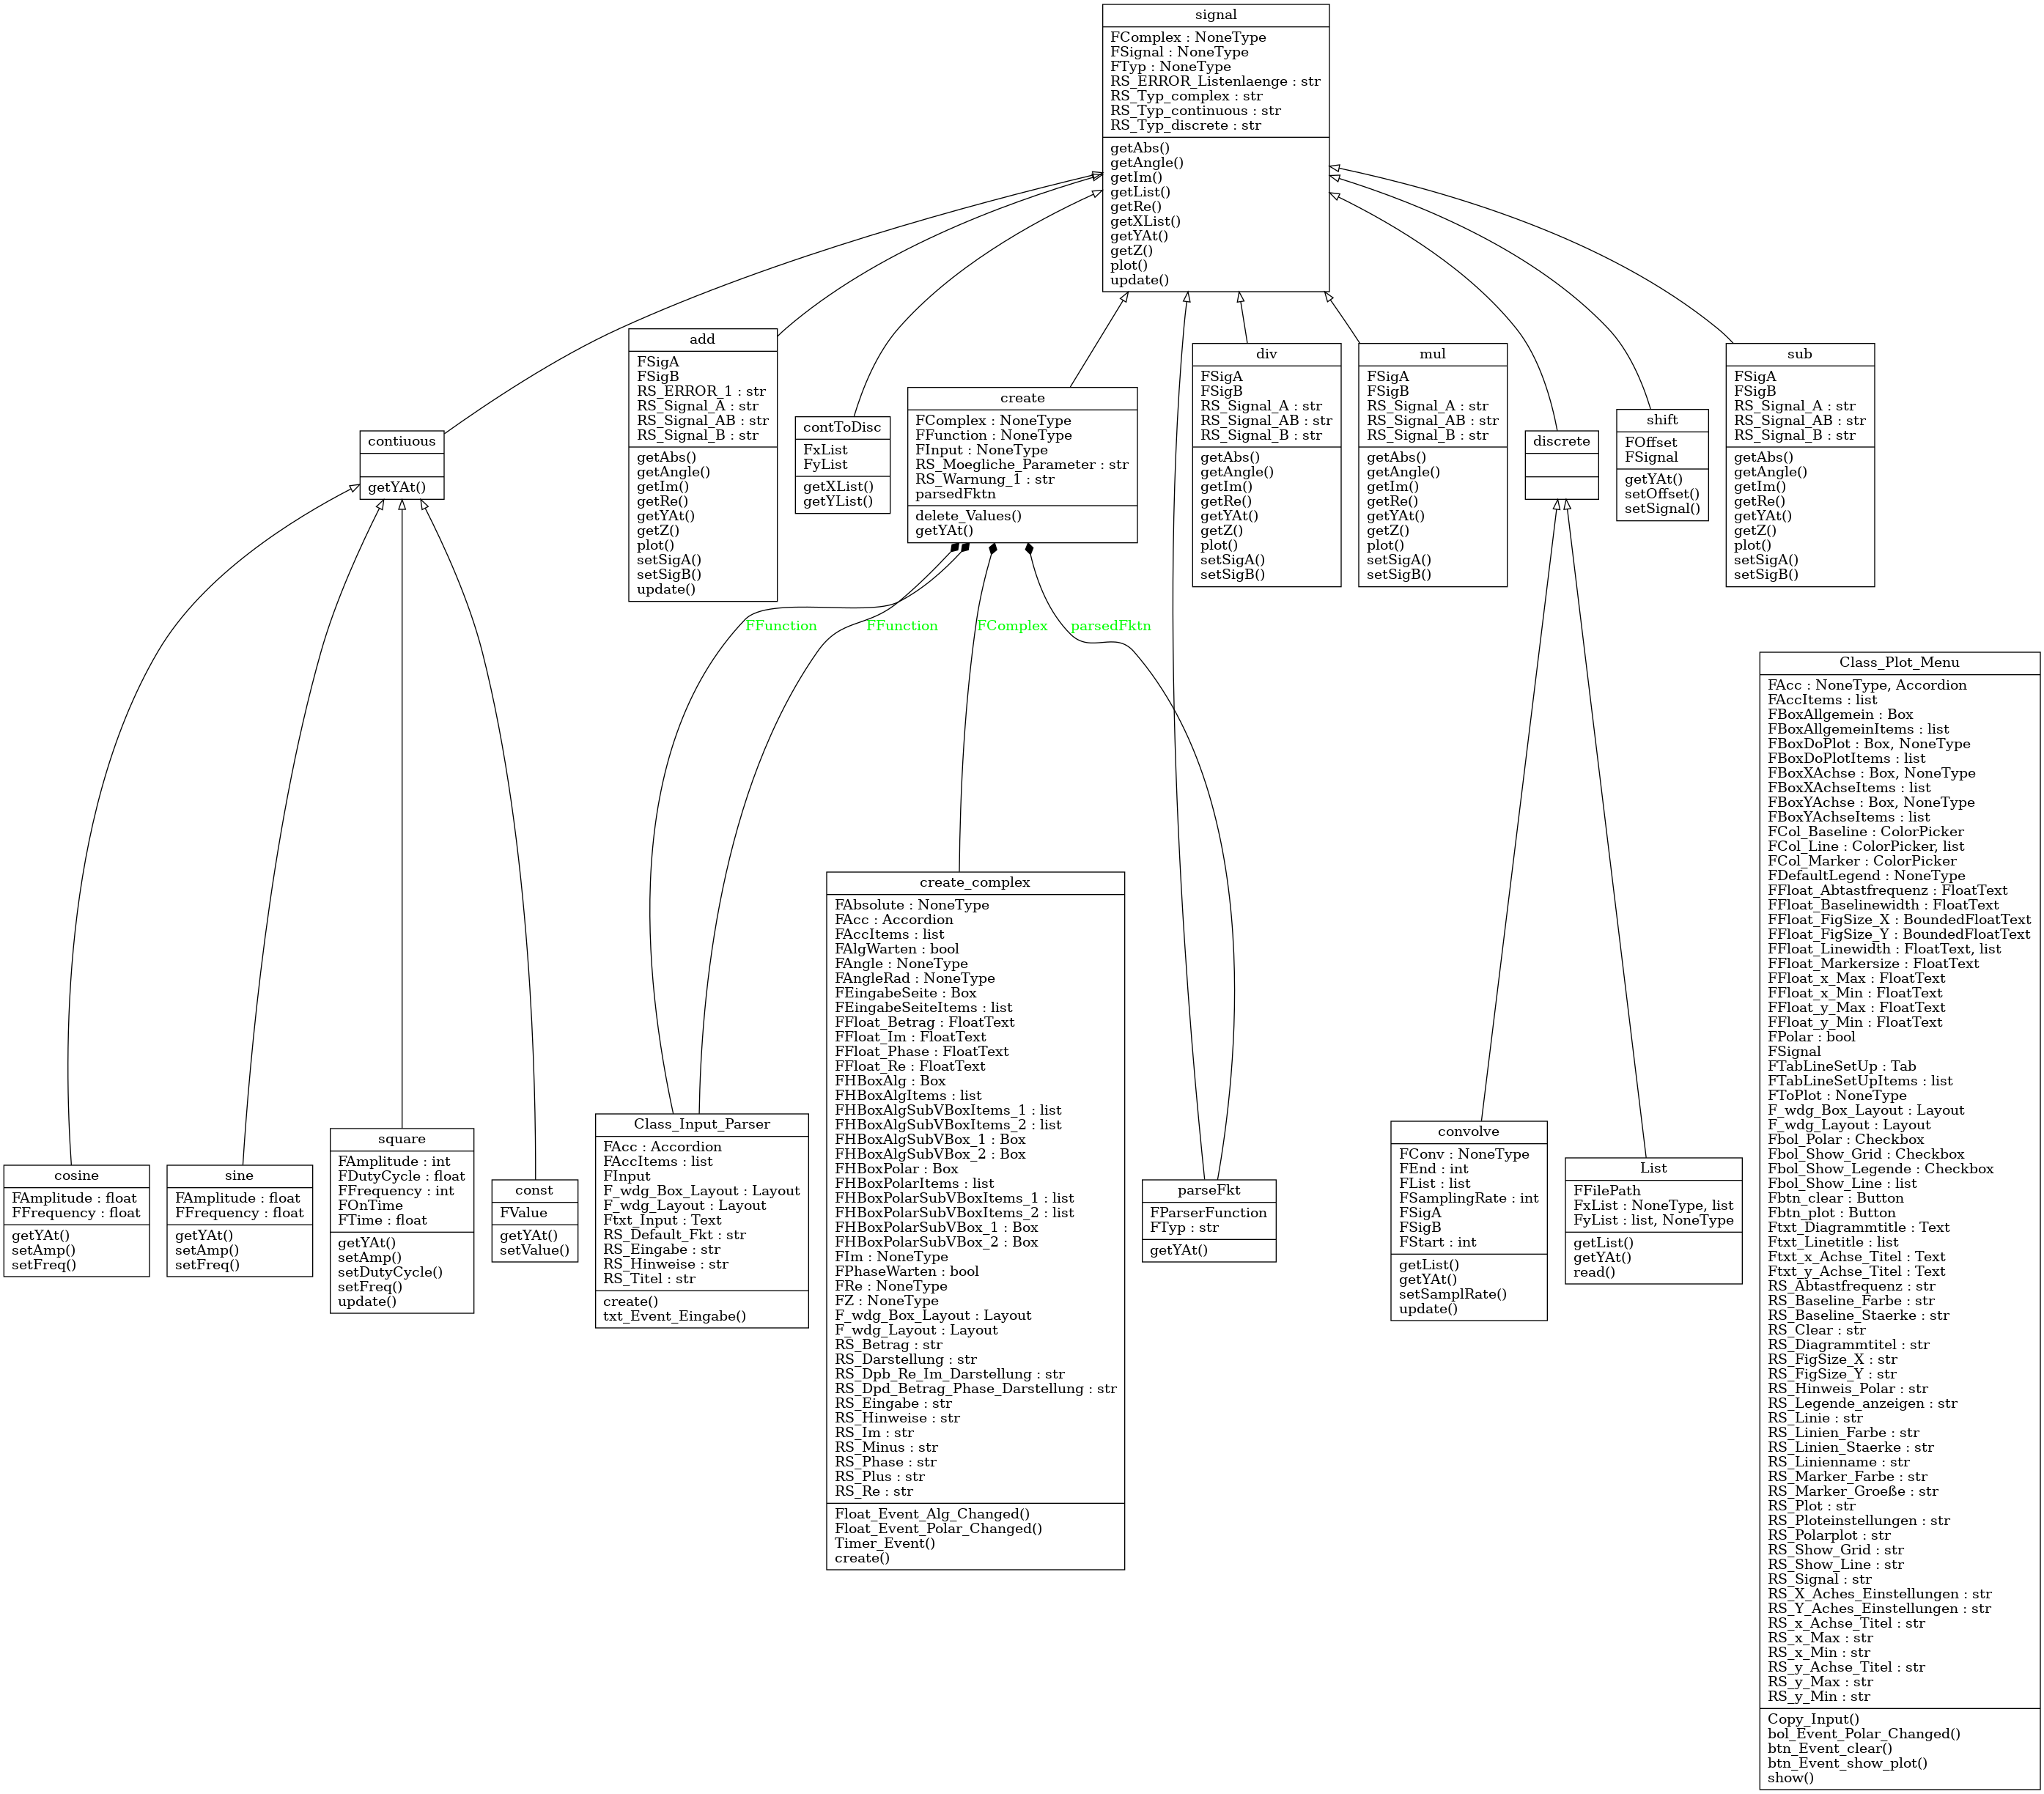 signal
FComplex : NoneType
FSignal : NoneType
FTyp : NoneType
RS_ERROR_Listenlaenge : str
RS_Typ_complex : str
RS_Typ_continuous : str
RS_Typ_discrete : str
getAbs()
getAngle()
getIm()
getList()
getRe()
getXList()
getYAt()
getZ()
plot()
update()
contiuous
getYAt()
add
FSigA
FSigB
RS_ERROR_1 : str
RS_Signal_A : str
RS_Signal_AB : str
RS_Signal_B : str
getAbs()
getAngle()
getIm()
getRe()
getYAt()
getZ()
plot()
setSigA()
setSigB()
update()
contToDisc
FxList
FyList
getXList()
getYList()
create
FComplex : NoneType
FFunction : NoneType
FInput : NoneType
RS_Moegliche_Parameter : str
RS_Warnung_1 : str
parsedFktn
delete_Values()
getYAt()
div
FSigA
FSigB
RS_Signal_A : str
RS_Signal_AB : str
RS_Signal_B : str
getAbs()
getAngle()
getIm()
getRe()
getYAt()
getZ()
plot()
setSigA()
setSigB()
mul
FSigA
FSigB
RS_Signal_A : str
RS_Signal_AB : str
RS_Signal_B : str
getAbs()
getAngle()
getIm()
getRe()
getYAt()
getZ()
plot()
setSigA()
setSigB()
discrete
shift
FOffset
FSignal
getYAt()
setOffset()
setSignal()
sub
FSigA
FSigB
RS_Signal_A : str
RS_Signal_AB : str
RS_Signal_B : str
getAbs()
getAngle()
getIm()
getRe()
getYAt()
getZ()
plot()
setSigA()
setSigB()
FFunction
FFunction
FComplex
parsedFktn
cosine
FAmplitude : float
FFrequency : float
getYAt()
setAmp()
setFreq()
sine
FAmplitude : float
FFrequency : float
getYAt()
setAmp()
setFreq()
square
FAmplitude : int
FDutyCycle : float
FFrequency : int
FOnTime
FTime : float
getYAt()
setAmp()
setDutyCycle()
setFreq()
update()
const
FValue
getYAt()
setValue()
Class_Input_Parser
FAcc : Accordion
FAccItems : list
FInput
F_wdg_Box_Layout : Layout
F_wdg_Layout : Layout
Ftxt_Input : Text
RS_Default_Fkt : str
RS_Eingabe : str
RS_Hinweise : str
RS_Titel : str
create()
txt_Event_Eingabe()
create_complex
FAbsolute : NoneType
FAcc : Accordion
FAccItems : list
FAlgWarten : bool
FAngle : NoneType
FAngleRad : NoneType
FEingabeSeite : Box
FEingabeSeiteItems : list
FFloat_Betrag : FloatText
FFloat_Im : FloatText
FFloat_Phase : FloatText
FFloat_Re : FloatText
FHBoxAlg : Box
FHBoxAlgItems : list
FHBoxAlgSubVBoxItems_1 : list
FHBoxAlgSubVBoxItems_2 : list
FHBoxAlgSubVBox_1 : Box
FHBoxAlgSubVBox_2 : Box
FHBoxPolar : Box
FHBoxPolarItems : list
FHBoxPolarSubVBoxItems_1 : list
FHBoxPolarSubVBoxItems_2 : list
FHBoxPolarSubVBox_1 : Box
FHBoxPolarSubVBox_2 : Box
FIm : NoneType
FPhaseWarten : bool
FRe : NoneType
FZ : NoneType
F_wdg_Box_Layout : Layout
F_wdg_Layout : Layout
RS_Betrag : str
RS_Darstellung : str
RS_Dpb_Re_Im_Darstellung : str
RS_Dpd_Betrag_Phase_Darstellung : str
RS_Eingabe : str
RS_Hinweise : str
RS_Im : str
RS_Minus : str
RS_Phase : str
RS_Plus : str
RS_Re : str
Float_Event_Alg_Changed()
Float_Event_Polar_Changed()
Timer_Event()
create()
parseFkt
FParserFunction
FTyp : str
getYAt()
convolve
FConv : NoneType
FEnd : int
FList : list
FSamplingRate : int
FSigA
FSigB
FStart : int
getList()
getYAt()
setSamplRate()
update()
List
FFilePath
FxList : NoneType, list
FyList : list, NoneType
getList()
getYAt()
read()
Class_Plot_Menu
FAcc : NoneType, Accordion
FAccItems : list
FBoxAllgemein : Box
FBoxAllgemeinItems : list
FBoxDoPlot : Box, NoneType
FBoxDoPlotItems : list
FBoxXAchse : Box, NoneType
FBoxXAchseItems : list
FBoxYAchse : Box, NoneType
FBoxYAchseItems : list
FCol_Baseline : ColorPicker
FCol_Line : ColorPicker, list
FCol_Marker : ColorPicker
FDefaultLegend : NoneType
FFloat_Abtastfrequenz : FloatText
FFloat_Baselinewidth : FloatText
FFloat_FigSize_X : BoundedFloatText
FFloat_FigSize_Y : BoundedFloatText
FFloat_Linewidth : FloatText, list
FFloat_Markersize : FloatText
FFloat_x_Max : FloatText
FFloat_x_Min : FloatText
FFloat_y_Max : FloatText
FFloat_y_Min : FloatText
FPolar : bool
FSignal
FTabLineSetUp : Tab
FTabLineSetUpItems : list
FToPlot : NoneType
F_wdg_Box_Layout : Layout
F_wdg_Layout : Layout
Fbol_Polar : Checkbox
Fbol_Show_Grid : Checkbox
Fbol_Show_Legende : Checkbox
Fbol_Show_Line : list
Fbtn_clear : Button
Fbtn_plot : Button
Ftxt_Diagrammtitle : Text
Ftxt_Linetitle : list
Ftxt_x_Achse_Titel : Text
Ftxt_y_Achse_Titel : Text
RS_Abtastfrequenz : str
RS_Baseline_Farbe : str
RS_Baseline_Staerke : str
RS_Clear : str
RS_Diagrammtitel : str
RS_FigSize_X : str
RS_FigSize_Y : str
RS_Hinweis_Polar : str
RS_Legende_anzeigen : str
RS_Linie : str
RS_Linien_Farbe : str
RS_Linien_Staerke : str
RS_Linienname : str
RS_Marker_Farbe : str
RS_Marker_Groeße : str
RS_Plot : str
RS_Ploteinstellungen : str
RS_Polarplot : str
RS_Show_Grid : str
RS_Show_Line : str
RS_Signal : str
RS_X_Aches_Einstellungen : str
RS_Y_Aches_Einstellungen : str
RS_x_Achse_Titel : str
RS_x_Max : str
RS_x_Min : str
RS_y_Achse_Titel : str
RS_y_Max : str
RS_y_Min : str
Copy_Input()
bol_Event_Polar_Changed()
btn_Event_clear()
btn_Event_show_plot()
show()